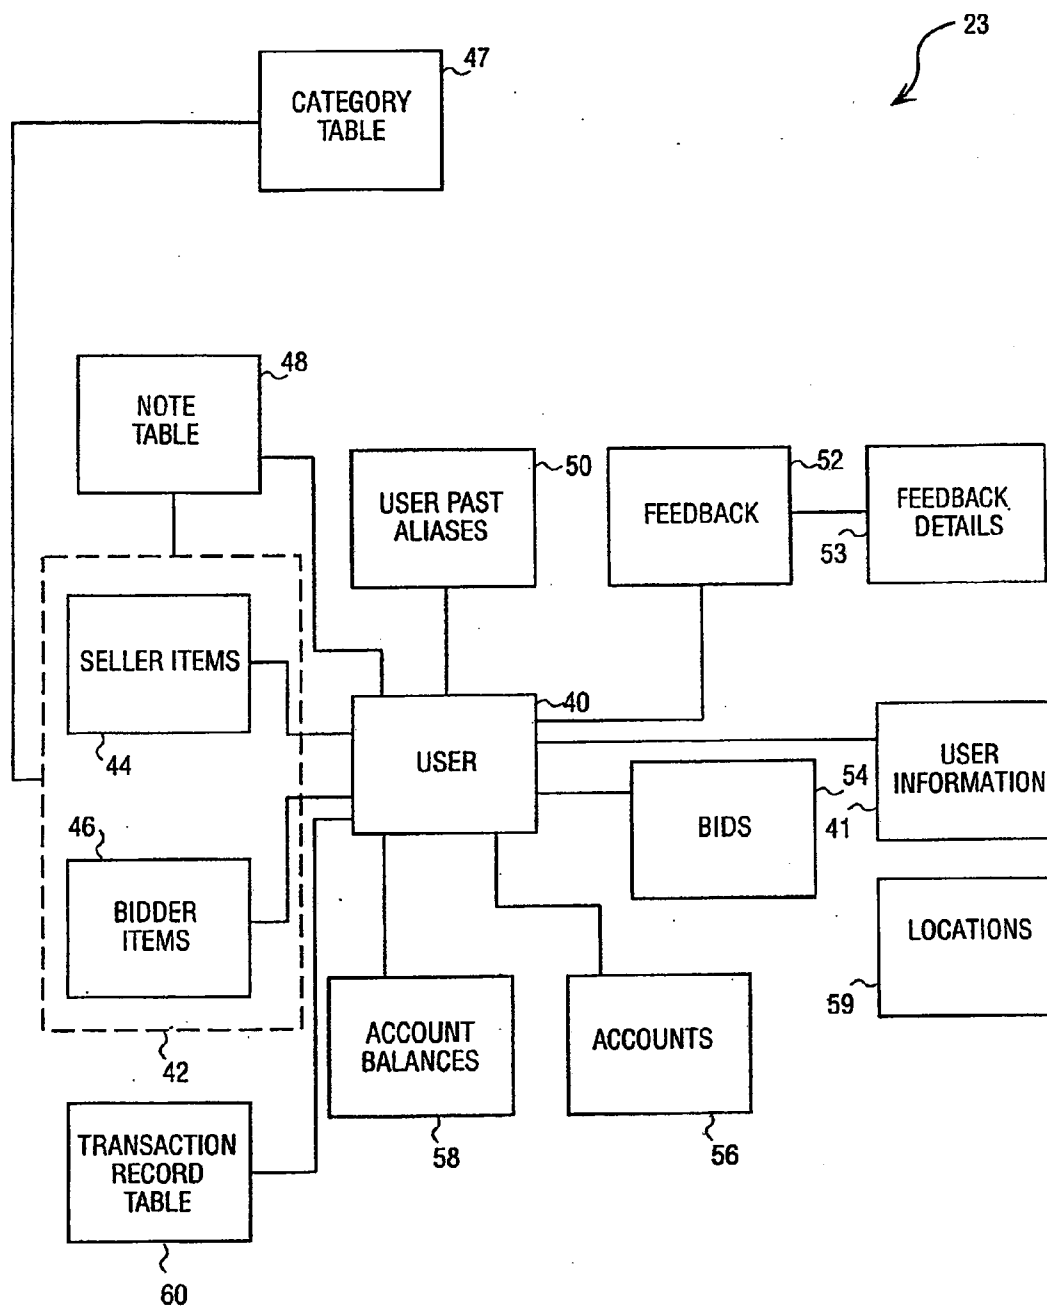 23
47
CATEGORY
TABLE
48
NOTE
TABLE
50
USER PAST
ALIASES
52
FEEDBACK
FEEDBACK
DETAILS
53
SELLER ITEMS
44
40
USER
54
BIDS
USER
INFORMATION
41
46
BIDDER
ITEMS
42
LOCATIONS
59
ACCOUNT
BALANCES
58
ACCOUNTS
56
TRANSACTION
RECORD
TABLE
60